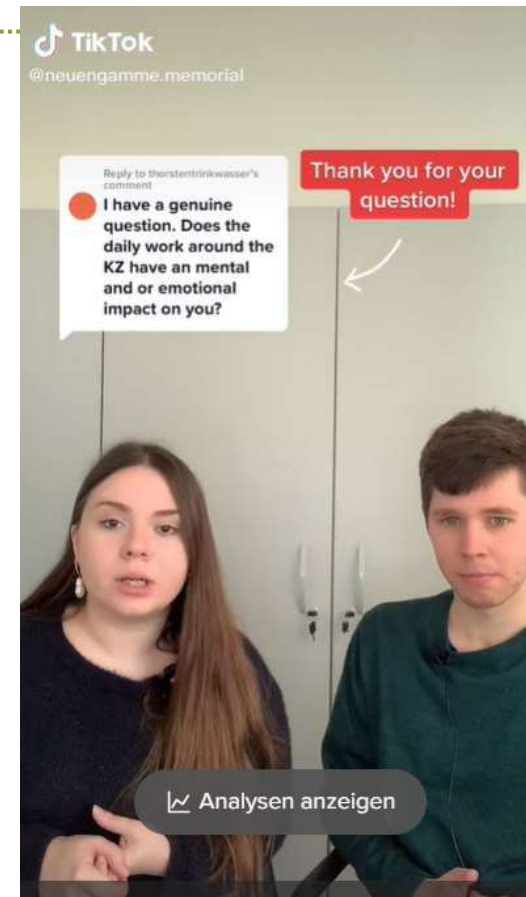 TikTok
@neuengamme.memorial
Reply to thorstentrinkwasser's
comment
I have a genuine
question. Does the
daily work around the
KZ have an mental
and or emotional
impact on you?
Thank you for your
question!
Analysen anzeigen